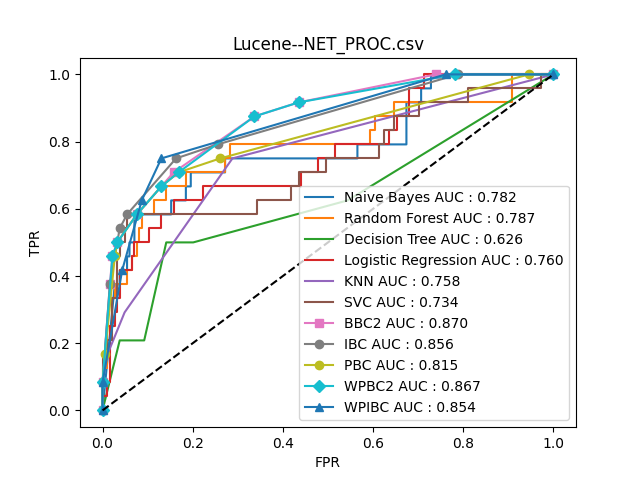 Lucene--NET_PROC.csv
1.0
0.8
0.6
0.4
0.2
0.0
TPR
Naive Bayes AUC : 0.782
Random Forest AUC : 0.787
Decision Tree AUC : 0.626
Logistic Regression AUC : 0.760
KNN AUC : 0.758
SVC AUC : 0.734
BBC2 AUC : 0.870
IBC AUC : 0.856
PBC AUC : 0.815
WPBC2 AUC : 0.867
WPIBC AUC : 0.854
0.0 0.2 0.4 0.6 0.8 1.0
FPR